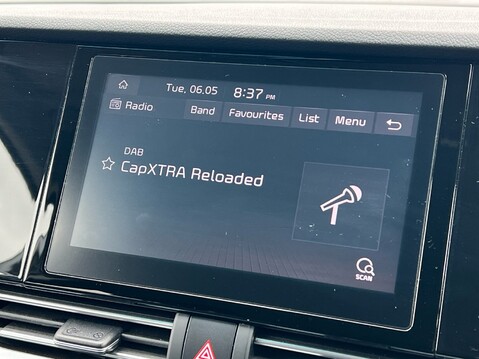 Tue, 06.05 8:37 PM
Radio Band Favourites List Menu
DAB
CapXTRA Reloaded
SCAN